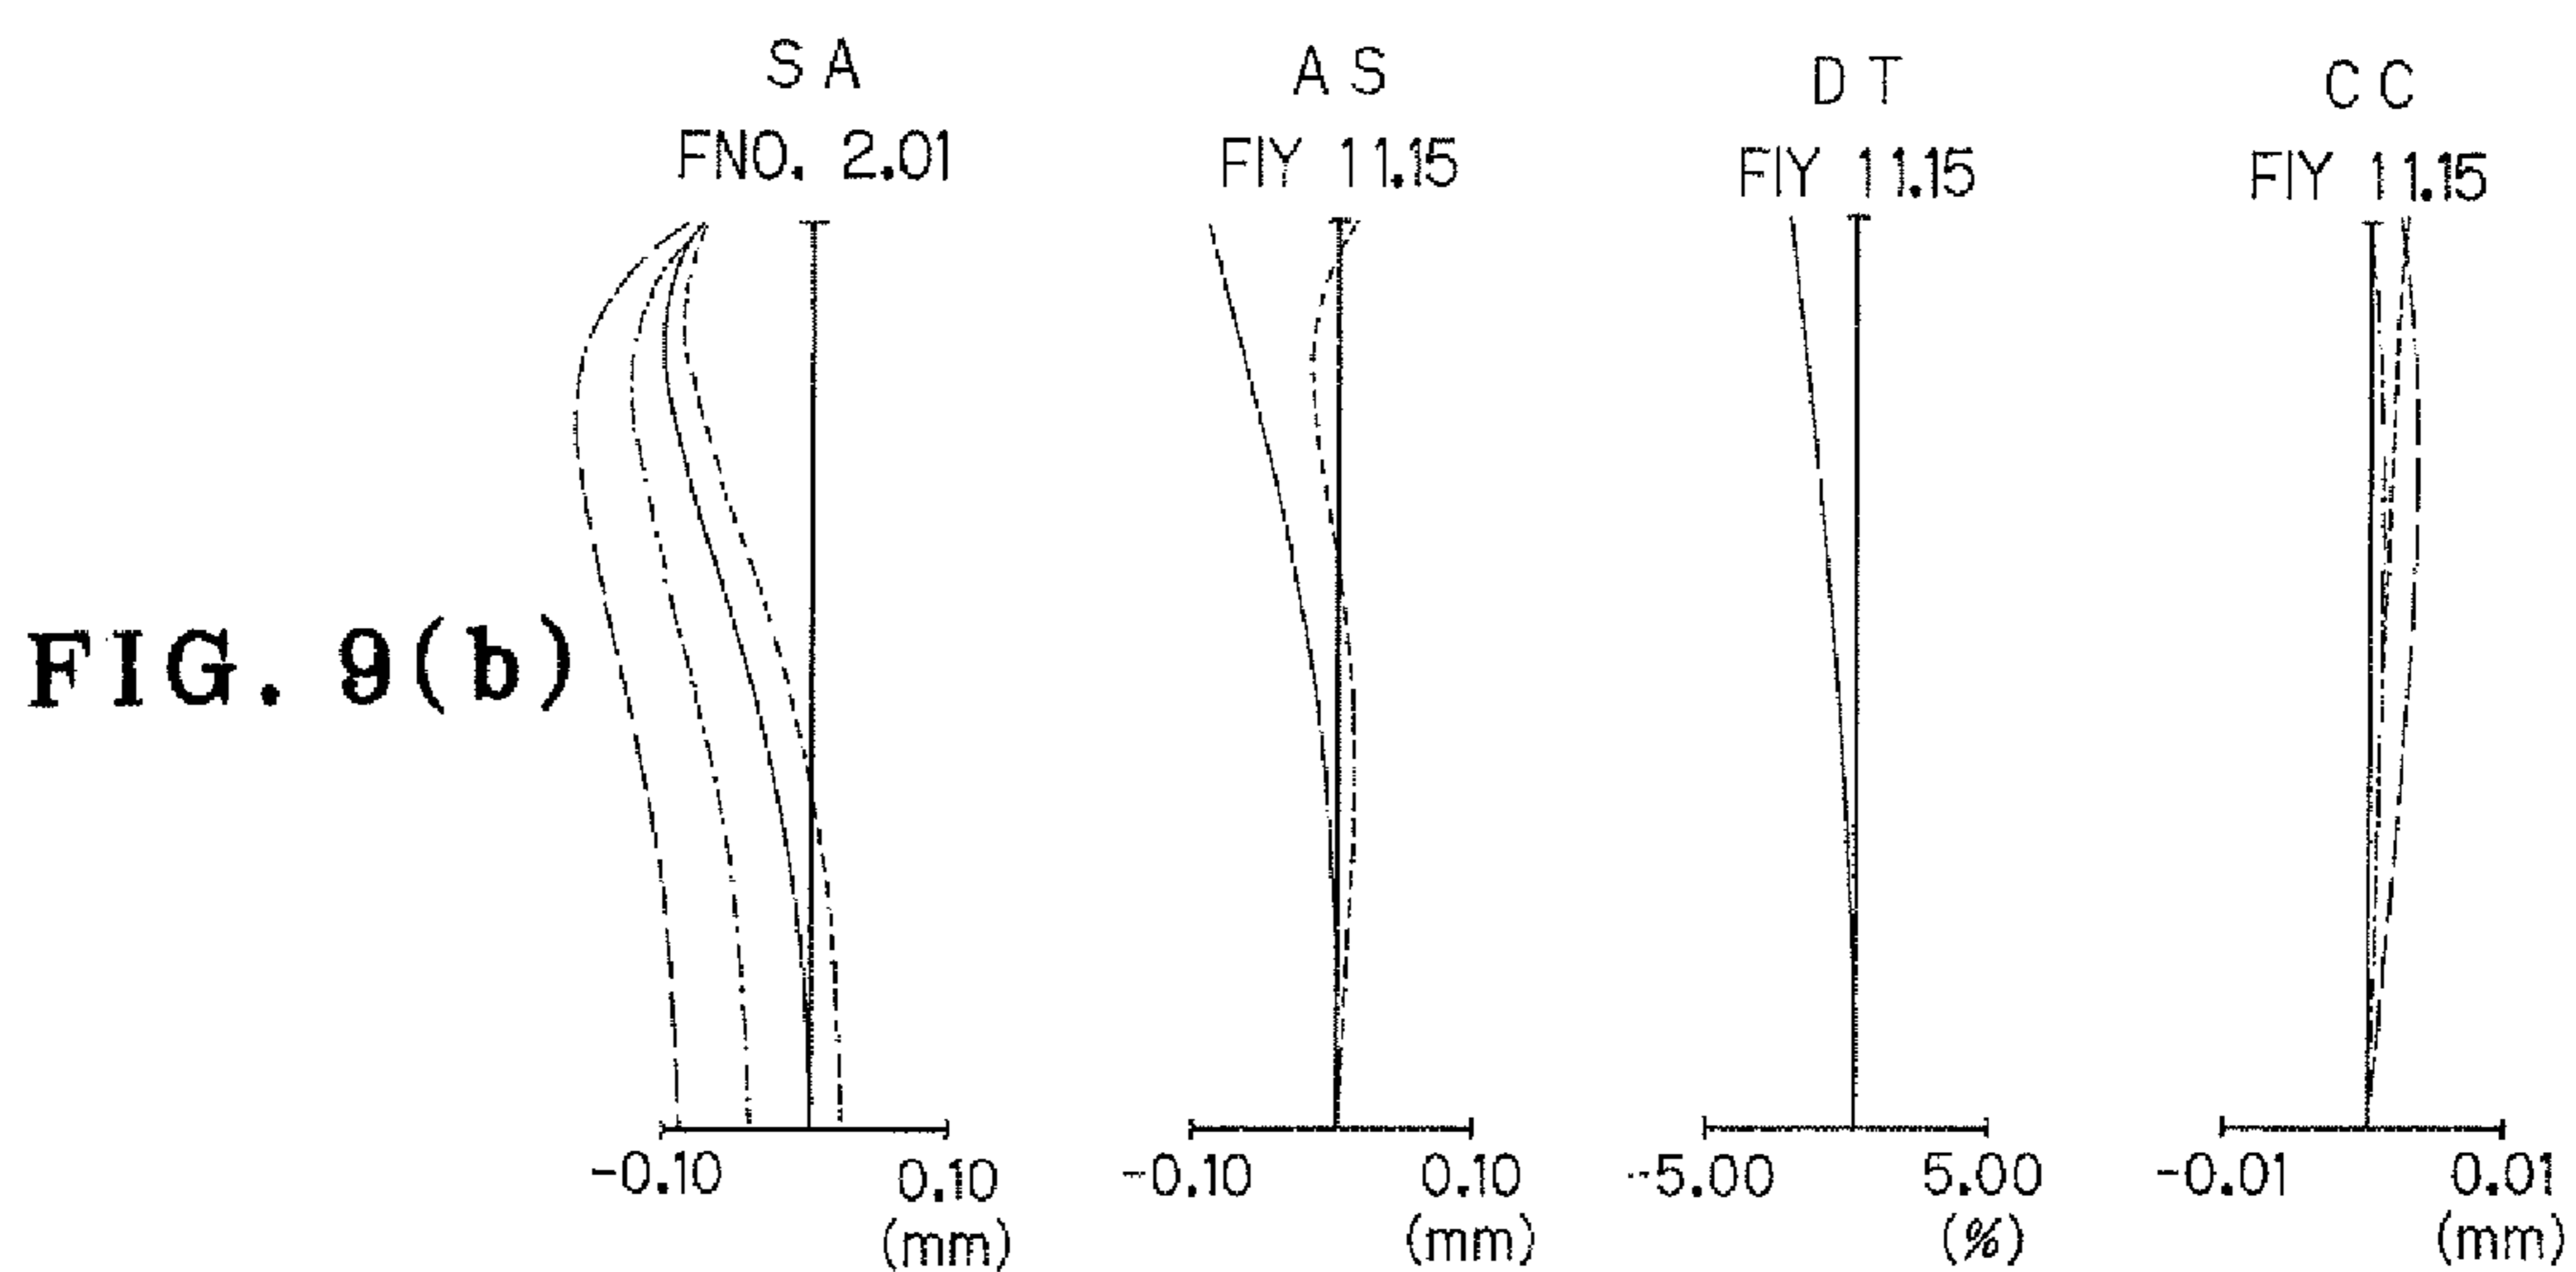 SA
FNO. 2.01
AS
FIY 11.15
DT
FIY 11.15
CC
FIY 11.15
FIG. 9(b)
-0.10
0.10
(mm)
-0.10
0.10
(mm)
-5.00
5.00
(%)
-0.01
0.01
(mm)